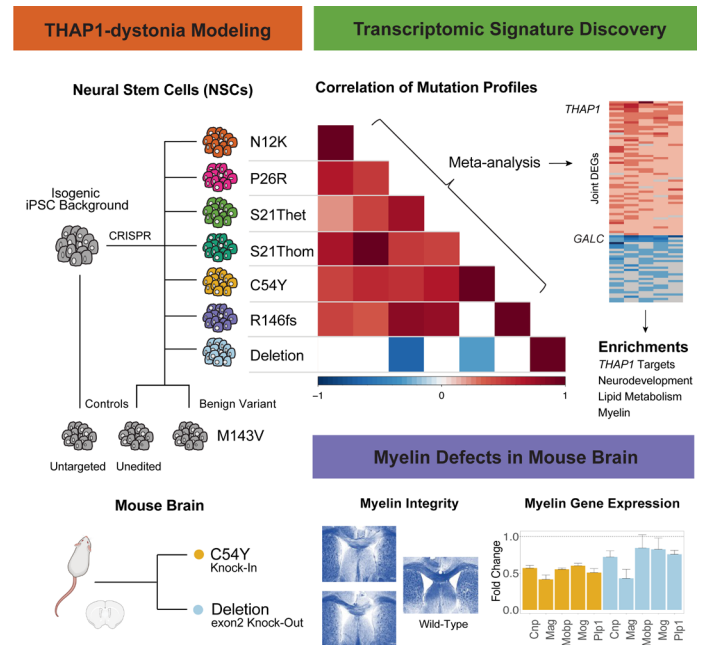 THAP1-dystonia Modeling
Transcriptomic Signature Discovery
Neural Stem Cells (NSCs)
Isogenic
iPSC Background
CRISPR
N12K
P26R
S21Thet
S21Thom
C54Y
R146fs
Deletion
Controls
Benign Variant
M143V
Untargeted
Unedited
Correlation of Mutation Profiles
Meta-analysis
−1
0
1
THAP1
Joint DEGs
GALC
Enrichments
THAP1 Targets
Neurodevelopment
Lipid Metabolism
Myelin
Mouse Brain
C54Y
Knock-In
Deletion
exon2 Knock-Out
Myelin Defects in Mouse Brain
Myelin Integrity
Wild-Type
Myelin Gene Expression
Fold Change
1.0
0.5
0.0
Cnp
Mag
Mobp
Mog
Plp1
Cnp
Mag
Mobp
Mog
Plp1